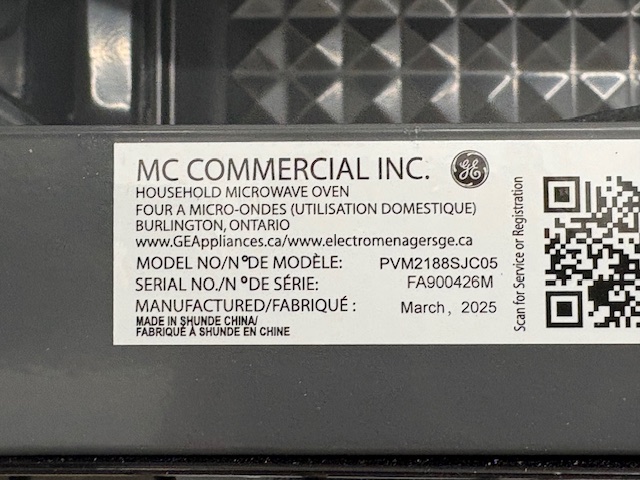 MC COMMERCIAL INC. GE
HOUSEHOLD MICROWAVE OVEN
FOUR A MICRO-ONDES (UTILISATION DOMESTIQUE)
BURLINGTON, ONTARIO
www.GEAppliances.ca/www.electromenagersge.ca
MODEL NO/N°DE MODÈLE: PVM2188SJC05
SERIAL NO./N°DE SÉRIE: FA900426M
MANUFACTURED/FABRIQUÉ : March, 2025
MADE IN SHUNDE CHINA/
FABRIQUÉ À SHUNDE EN CHINE
Scan for Service or Registration